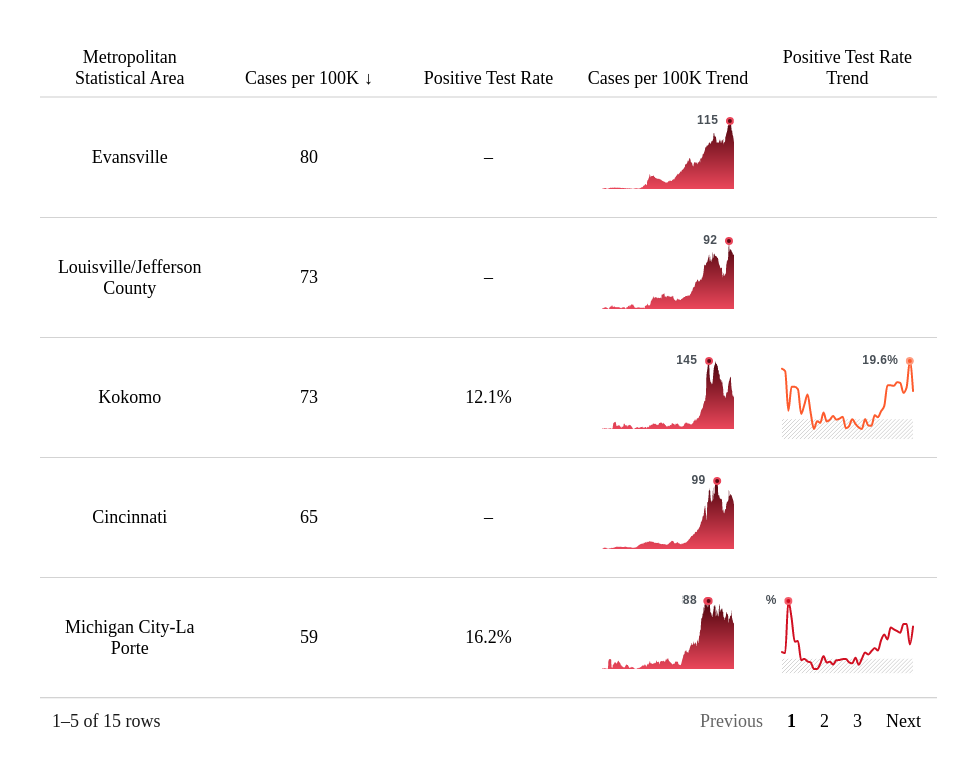 Metropolitan
Statistical Area
Cases per 100K ↓
Positive Test Rate
Cases per 100K Trend
Positive Test Rate
Trend
Evansville
80
–
115
Louisville/Jefferson
County
73
–
92
Kokomo
73
12.1%
145
19.6%
Cincinnati
65
–
99
Michigan City-La
Porte
59
16.2%
88
%
1–5 of 15 rows
Previous 1 2 3 Next